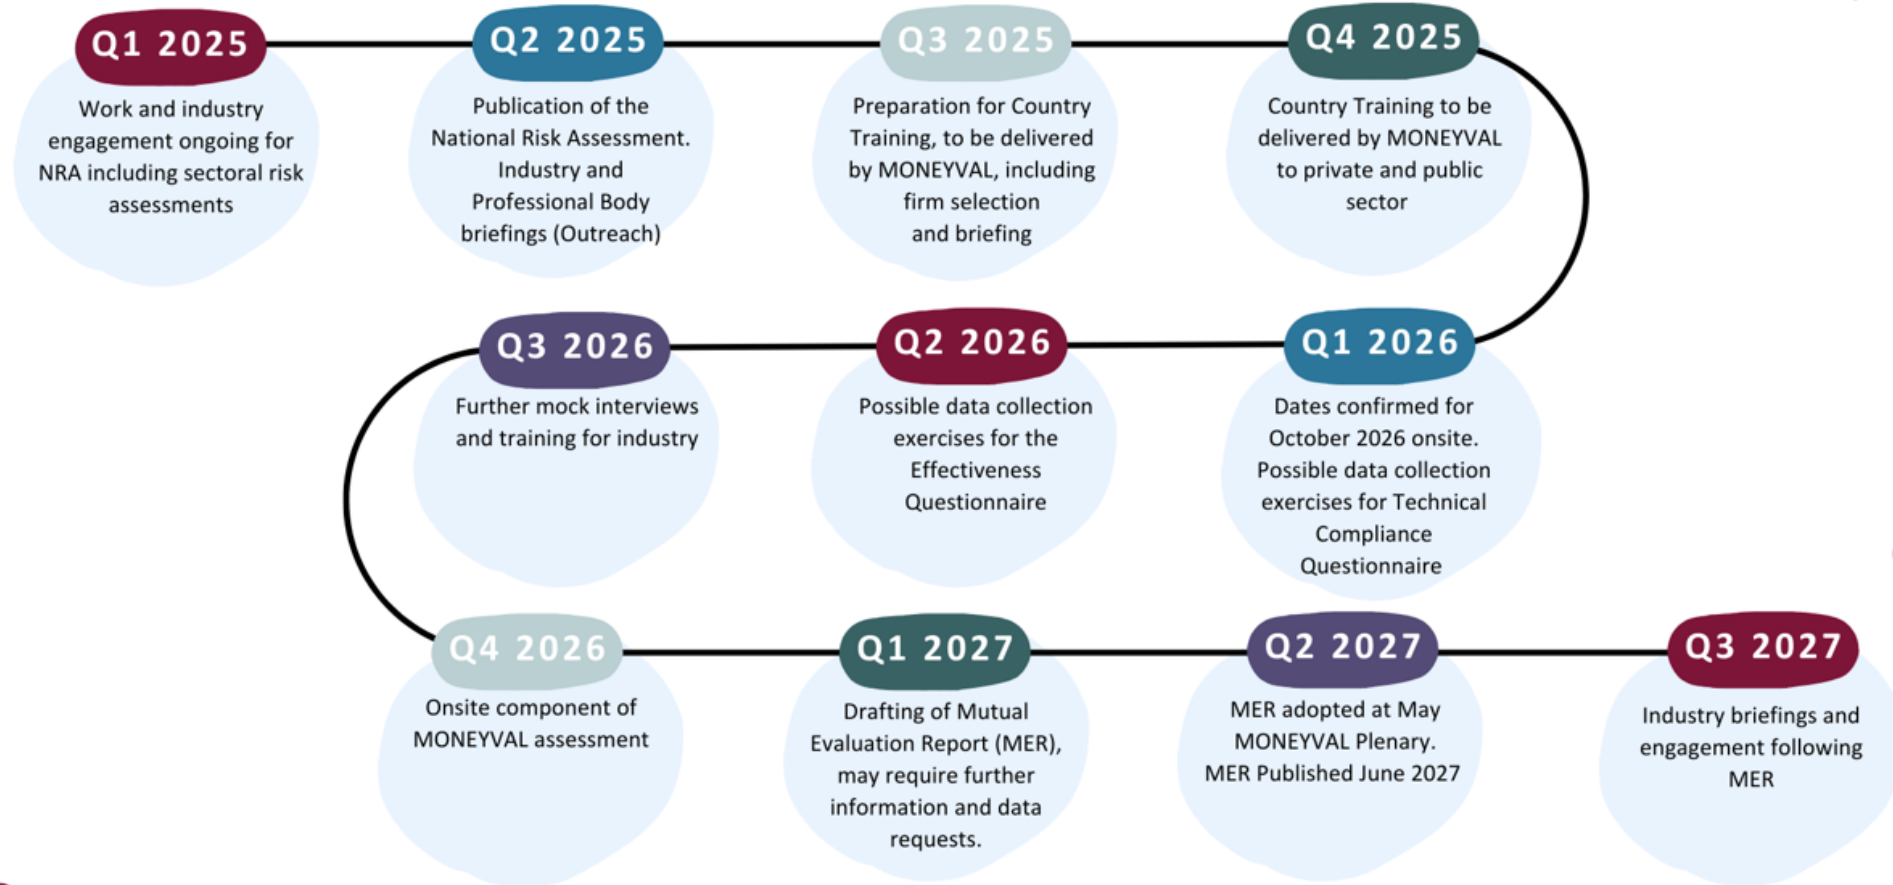 Q1 2025
Work and industry
engagement ongoing for
NRA including sectoral risk
assessments
Q2 2025
Publication of the
National Risk Assessment.
Industry and
Professional Body
briefings (Outreach)
Q3 2025
Preparation for Country
Training, to be delivered
by MONEYVAL, including
firm selection
and briefing
Q4 2025
Country Training to be
delivered by MONEYVAL
to private and public
sector
Q1 2026
Dates confirmed for
October 2026 onsite.
Possible data collection
exercises for Technical
Compliance
Questionnaire
Q2 2026
Possible data collection
exercises for the
Effectiveness
Questionnaire
Q3 2026
Further mock interviews
and training for industry
Q4 2026
Onsite component of
MONEYVAL assessment
Q1 2027
Drafting of Mutual
Evaluation Report (MER),
may require further
information and data
requests.
Q2 2027
MER adopted at May
MONEYVAL Plenary.
MER Published June 2027
Q3 2027
Industry briefings and
engagement following
MER